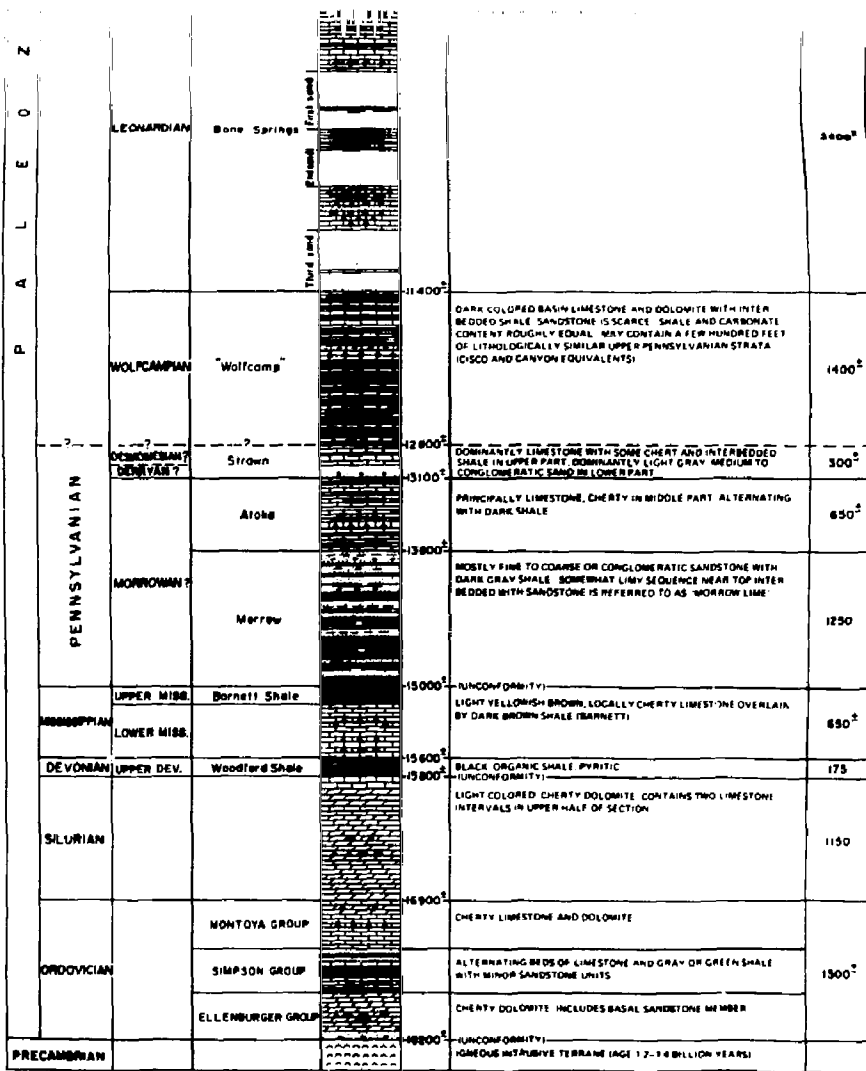 PALEOZ
LEONARDIAN
Bone Springs
First sand
Third sand
3400±
11400±
WOLFCAMPIAN
"Wolfcamp"
DARK COLORED BASIN LIMESTONE AND DOLOMITE WITH INTER
BEDDED SHALE. SANDSTONE IS SCARCE. SHALE AND CARBONATE
CONTENT ROUGHLY EQUAL. MAY CONTAIN A FEW HUNDRED FEET
OF LITHOLOGICALLY SIMILAR UPPER PENNSYLVANIAN STRATA
(CISCO AND CANYON EQUIVALENTS)
1400±
? ? ?
12800±
PENNSYLVANIAN
DESMOINESIAN ?
DERRYAN ?
Strawn
DOMINANTLY LIMESTONE WITH SOME CHERT AND INTERBEDDED
SHALE IN UPPER PART, DOMINANTLY LIGHT GRAY MEDIUM TO
CONGLOMERATIC SAND IN LOWER PART
300±
13100±
Atoka
PRINCIPALLY LIMESTONE, CHERTY IN MIDDLE PART ALTERNATING
WITH DARK SHALE
650±
13800±
MORROWAN ?
Morrow
MOSTLY FINE TO COARSE OR CONGLOMERATIC SANDSTONE WITH
DARK GRAY SHALE SOMEWHAT LIMY SEQUENCE NEAR TOP INTER
BEDDED WITH SANDSTONE IS REFERRED TO AS 'MORROW LIME'
1250
15000±
(UNCONFORMITY)
MISSISSIPPIAN
UPPER MISS.
Barnett Shale
LIGHT YELLOWISH BROWN, LOCALLY CHERTY LIMESTONE OVERLAIN
BY DARK BROWN SHALE (BARNETT)
LOWER MISS.
650±
15600±
DEVONIAN
UPPER DEV.
Woodford Shale
BLACK ORGANIC SHALE, PYRITIC
175
15800±
(UNCONFORMITY)
SILURIAN
LIGHT COLORED CHERTY DOLOMITE CONTAINS TWO LIMESTONE
INTERVALS IN UPPER HALF OF SECTION
1150
16900±
ORDOVICIAN
MONTOYA GROUP
CHERTY LIMESTONE AND DOLOMITE
SIMPSON GROUP
ALTERNATING BEDS OF LIMESTONE AND GRAY OR GREEN SHALE
WITH MINOR SANDSTONE UNITS
1300±
ELLENBURGER GROUP
CHERTY DOLOMITE INCLUDES BASAL SANDSTONE MEMBER
18200±
(UNCONFORMITY)
PRECAMBRIAN
IGNEOUS INTRUSIVE TERRANE (AGE 1.2-1.4 BILLION YEARS)